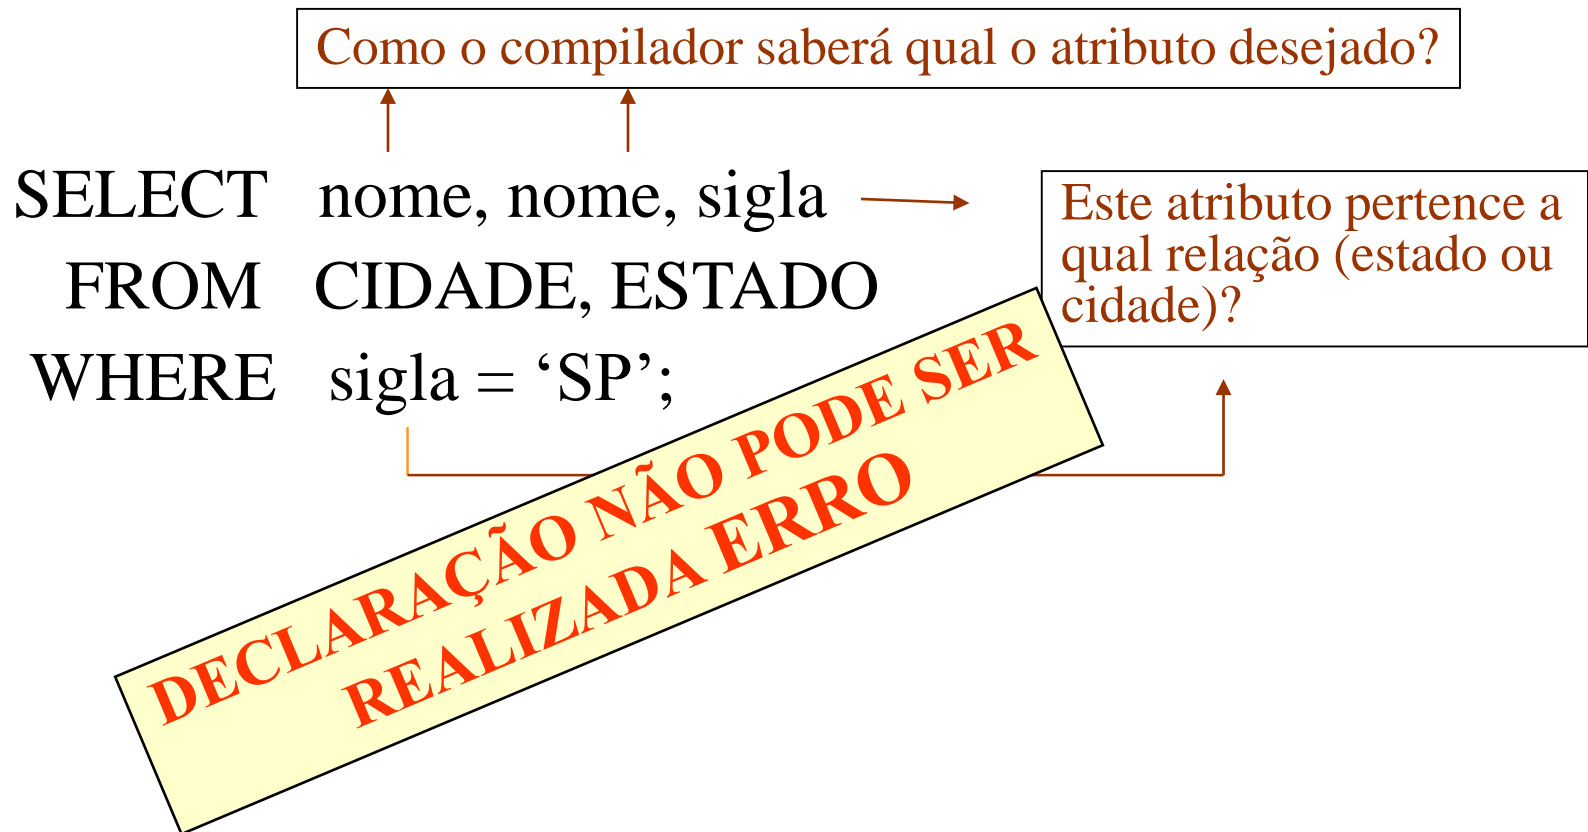 Como o compilador saberá qual o atributo desejado?
SELECT nome, nome, sigla
FROM CIDADE, ESTADO
WHERE sigla = ‘SP’;
Este atributo pertence a
qual relação (estado ou
cidade)?
DECLARAÇÃO NÃO PODE SER
REALIZADA ERRO